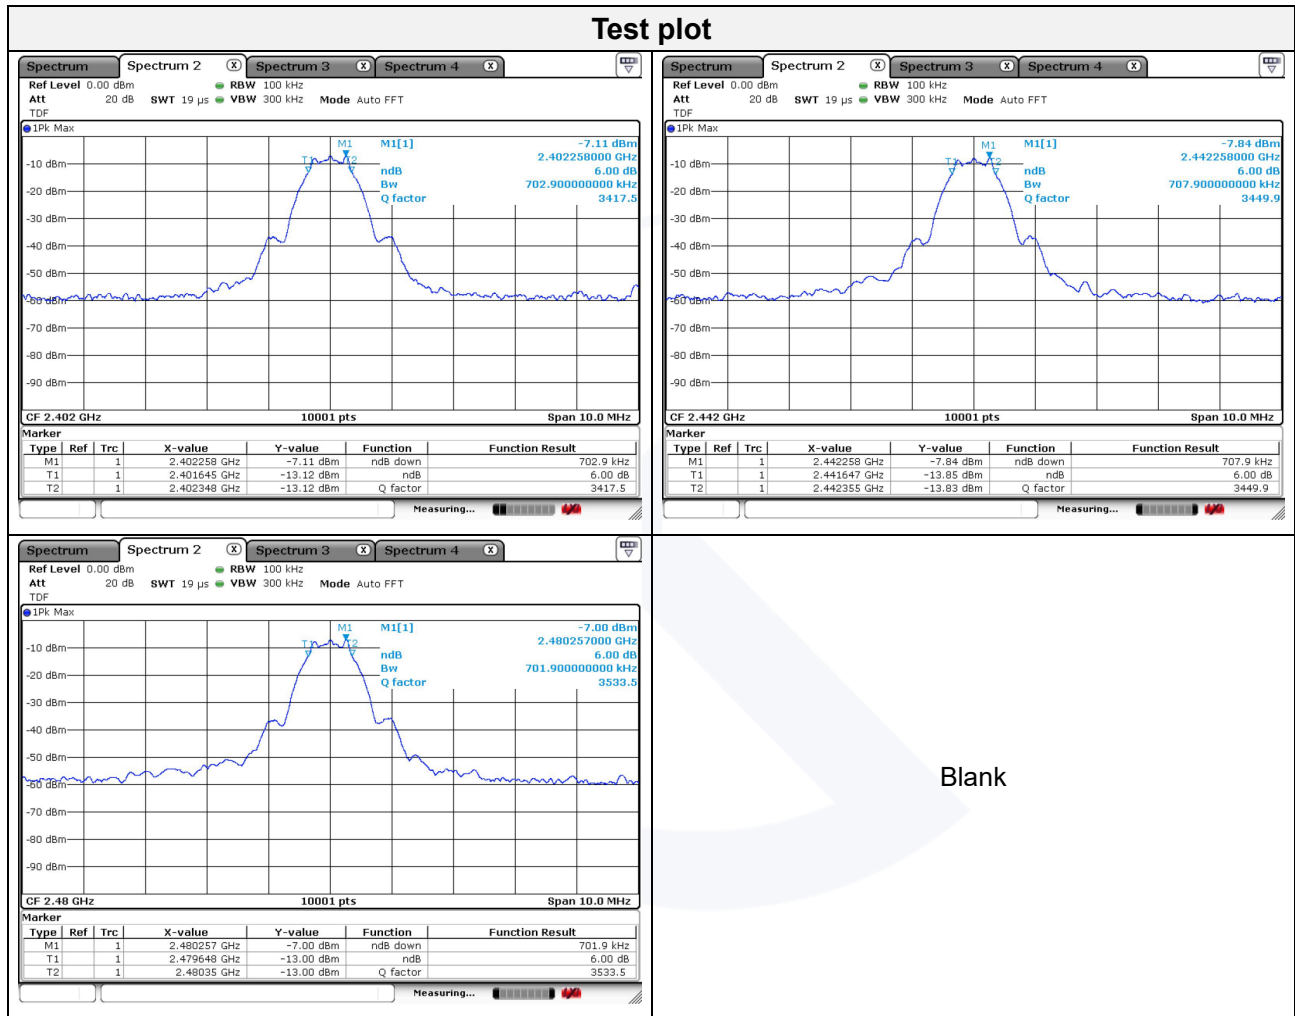 Test plot
Spectrum Spectrum 2 X Spectrum 3 X Spectrum 4 X
Ref Level 0.00 dBm RBW 100 kHz
Att 20 dB SWT 19 µs VBW 300 kHz Mode Auto FFT
TDF
1Pk Max
M1 M1[1] -7.11 dBm
2.402258000 GHz
-10 dBm T1 T2 ndB 6.00 dB
Bw 702.900000000 kHz
-20 dBm Q factor 3417.5
-30 dBm
-40 dBm
-50 dBm
-60 dBm
-70 dBm
-80 dBm
-90 dBm
CF 2.402 GHz 10001 pts Span 10.0 MHz
Marker
Type Ref Trc X-value Y-value Function Function Result
M1 1 2.402258 GHz -7.11 dBm ndB down 702.9 kHz
T1 1 2.401645 GHz -13.12 dBm ndB 6.00 dB
T2 1 2.402348 GHz -13.12 dBm Q factor 3417.5
Measuring...
Spectrum Spectrum 2 X Spectrum 3 X Spectrum 4 X
Ref Level 0.00 dBm RBW 100 kHz
Att 20 dB SWT 19 µs VBW 300 kHz Mode Auto FFT
TDF
1Pk Max
M1 M1[1] -7.84 dBm
2.442258000 GHz
-10 dBm T1 T2 ndB 6.00 dB
Bw 707.900000000 kHz
-20 dBm Q factor 3449.9
-30 dBm
-40 dBm
-50 dBm
-60 dBm
-70 dBm
-80 dBm
-90 dBm
CF 2.442 GHz 10001 pts Span 10.0 MHz
Marker
Type Ref Trc X-value Y-value Function Function Result
M1 1 2.442258 GHz -7.84 dBm ndB down 707.9 kHz
T1 1 2.441647 GHz -13.85 dBm ndB 6.00 dB
T2 1 2.442355 GHz -13.83 dBm Q factor 3449.9
Measuring...
Spectrum Spectrum 2 X Spectrum 3 X Spectrum 4 X
Ref Level 0.00 dBm RBW 100 kHz
Att 20 dB SWT 19 µs VBW 300 kHz Mode Auto FFT
TDF
1Pk Max
M1 M1[1] -7.00 dBm
2.480257000 GHz
-10 dBm T1 T2 ndB 6.00 dB
Bw 701.900000000 kHz
-20 dBm Q factor 3533.5
-30 dBm
-40 dBm
-50 dBm
-60 dBm
-70 dBm
-80 dBm
-90 dBm
CF 2.48 GHz 10001 pts Span 10.0 MHz
Marker
Type Ref Trc X-value Y-value Function Function Result
M1 1 2.480257 GHz -7.00 dBm ndB down 701.9 kHz
T1 1 2.479648 GHz -13.00 dBm ndB 6.00 dB
T2 1 2.48035 GHz -13.00 dBm Q factor 3533.5
Measuring...
Blank